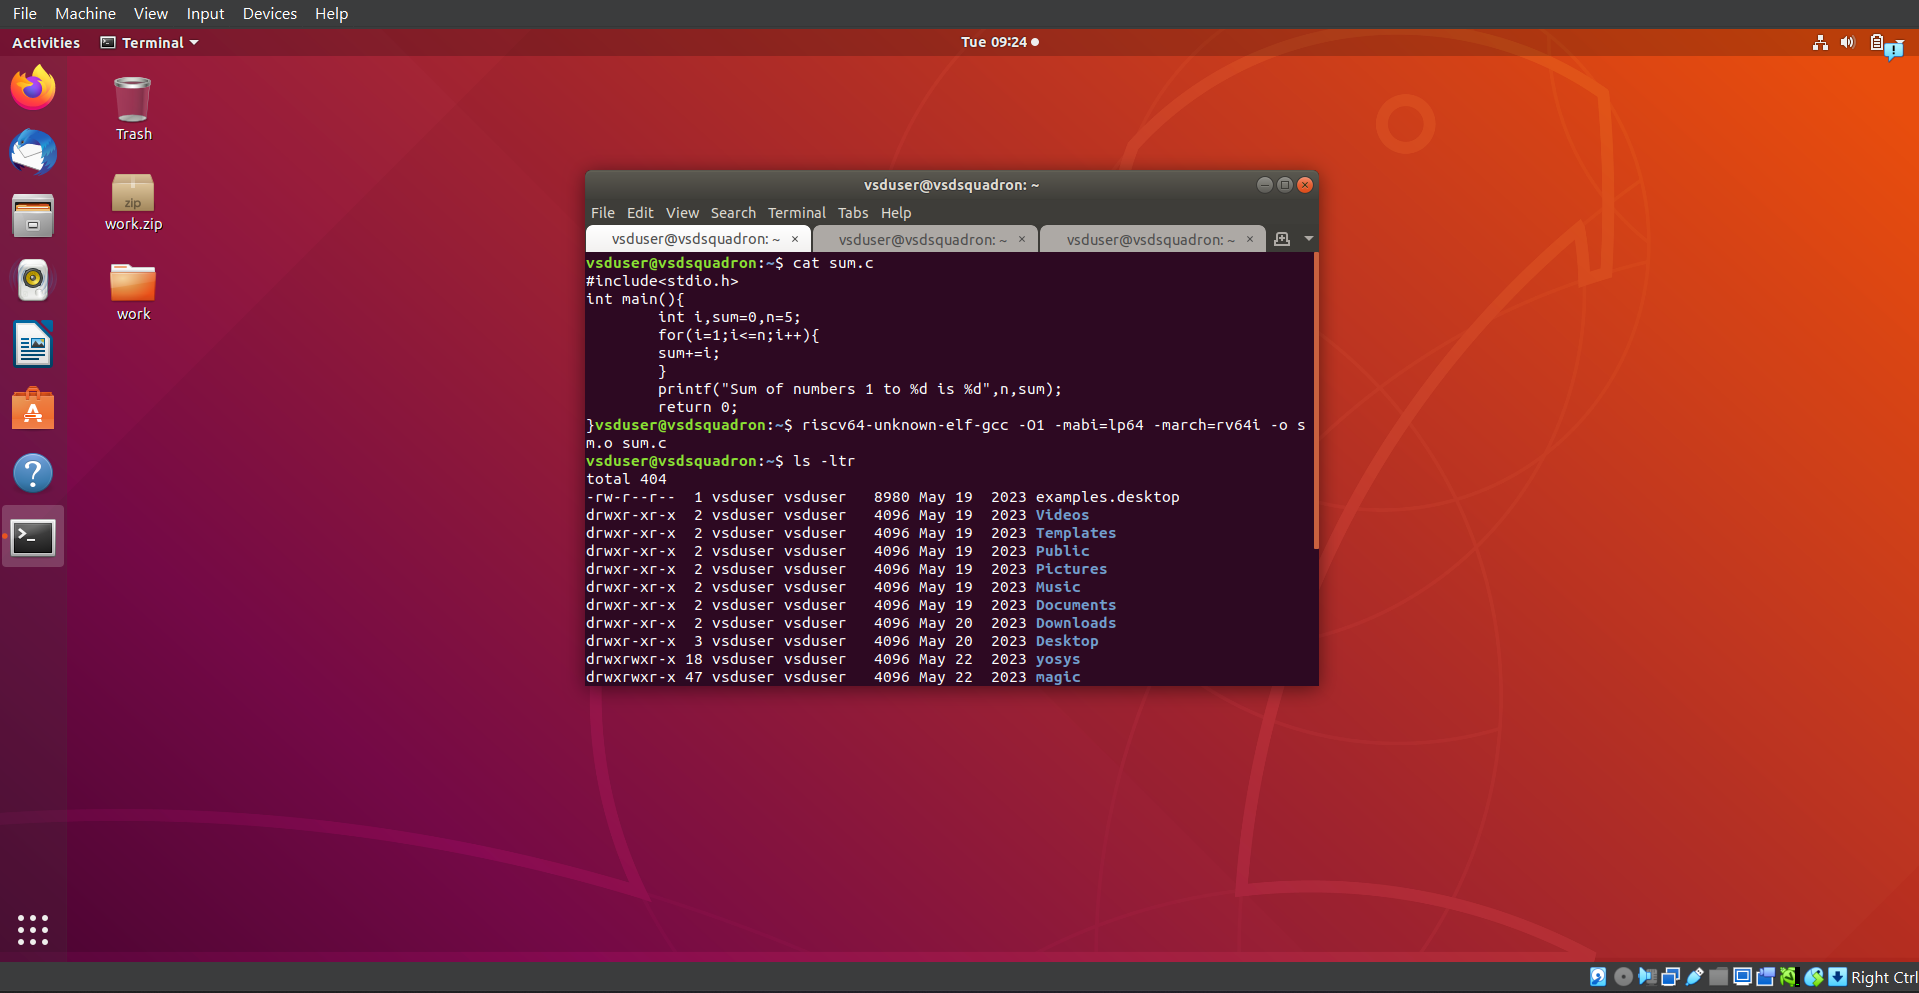 File Machine View Input Devices Help
Activities Terminal Tue 09:24
Trash
zip
work.zip
work
vsduser@vsdsquadron: ~
File Edit View Search Terminal Tabs Help
vsduser@vsdsquadron: ~ × vsduser@vsdsquadron: ~ × vsduser@vsdsquadron: ~ ×
vsduser@vsdsquadron:~$ cat sum.c
#include<stdio.h>
int main(){
        int i,sum=0,n=5;
        for(i=1;i<=n;i++){
        sum+=i;
        }
        printf("Sum of numbers 1 to %d is %d",n,sum);
        return 0;
}vsduser@vsdsquadron:~$ riscv64-unknown-elf-gcc -O1 -mabi=lp64 -march=rv64i -o s
m.o sum.c
vsduser@vsdsquadron:~$ ls -ltr
total 404
-rw-r--r--  1 vsduser vsduser   8980 May 19  2023 examples.desktop
drwxr-xr-x  2 vsduser vsduser   4096 May 19  2023 Videos
drwxr-xr-x  2 vsduser vsduser   4096 May 19  2023 Templates
drwxr-xr-x  2 vsduser vsduser   4096 May 19  2023 Public
drwxr-xr-x  2 vsduser vsduser   4096 May 19  2023 Pictures
drwxr-xr-x  2 vsduser vsduser   4096 May 19  2023 Music
drwxr-xr-x  2 vsduser vsduser   4096 May 19  2023 Documents
drwxr-xr-x  2 vsduser vsduser   4096 May 20  2023 Downloads
drwxr-xr-x  3 vsduser vsduser   4096 May 20  2023 Desktop
drwxrwxr-x 18 vsduser vsduser   4096 May 22  2023 yosys
drwxrwxr-x 47 vsduser vsduser   4096 May 22  2023 magic
Right Ctrl